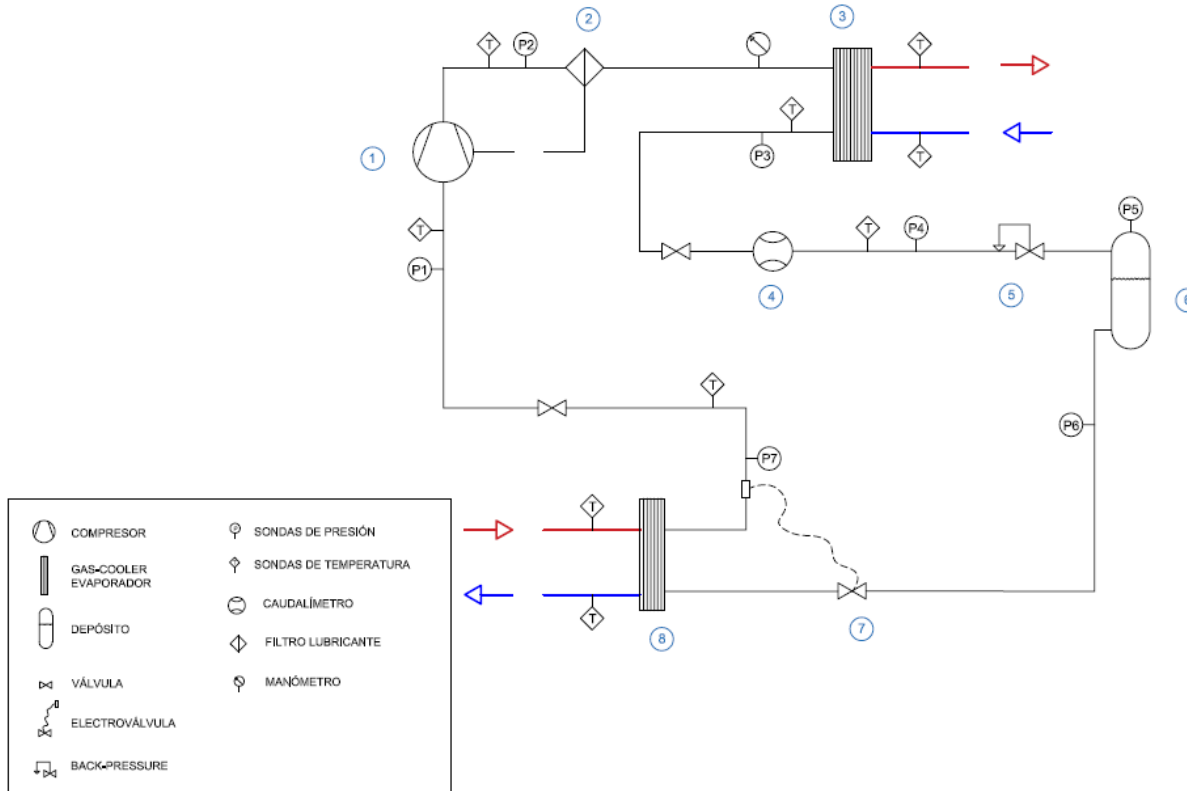 2
3
T
P2
T
1
T
P3
T
T
P1
4
T
P4
5
P5
6
T
P7
P6
T
T
8
7
COMPRESOR
GAS-COOLER
EVAPORADOR
DEPÓSITO
VÁLVULA
ELECTROVÁLVULA
BACK-PRESSURE
P
SONDAS DE PRESIÓN
T
SONDAS DE TEMPERATURA
CAUDALÍMETRO
FILTRO LUBRICANTE
MANÓMETRO